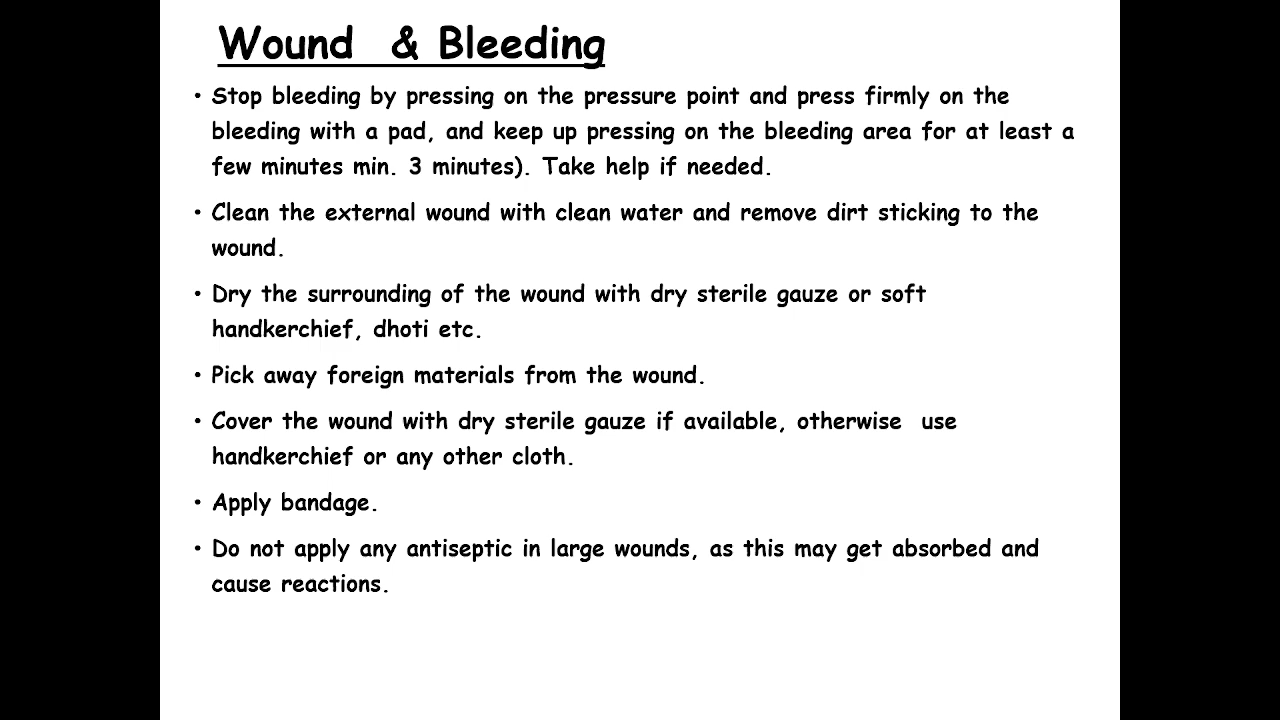 Wound & Bleeding
• Stop bleeding by pressing on the pressure point and press firmly on the
bleeding with a pad, and keep up pressing on the bleeding area for at least a
few minutes min. 3 minutes). Take help if needed.
• Clean the external wound with clean water and remove dirt sticking to the
wound.
• Dry the surrounding of the wound with dry sterile gauze or soft
handkerchief, dhoti etc.
• Pick away foreign materials from the wound.
• Cover the wound with dry sterile gauze if available, otherwise use
handkerchief or any other cloth.
• Apply bandage.
• Do not apply any antiseptic in large wounds, as this may get absorbed and
cause reactions.